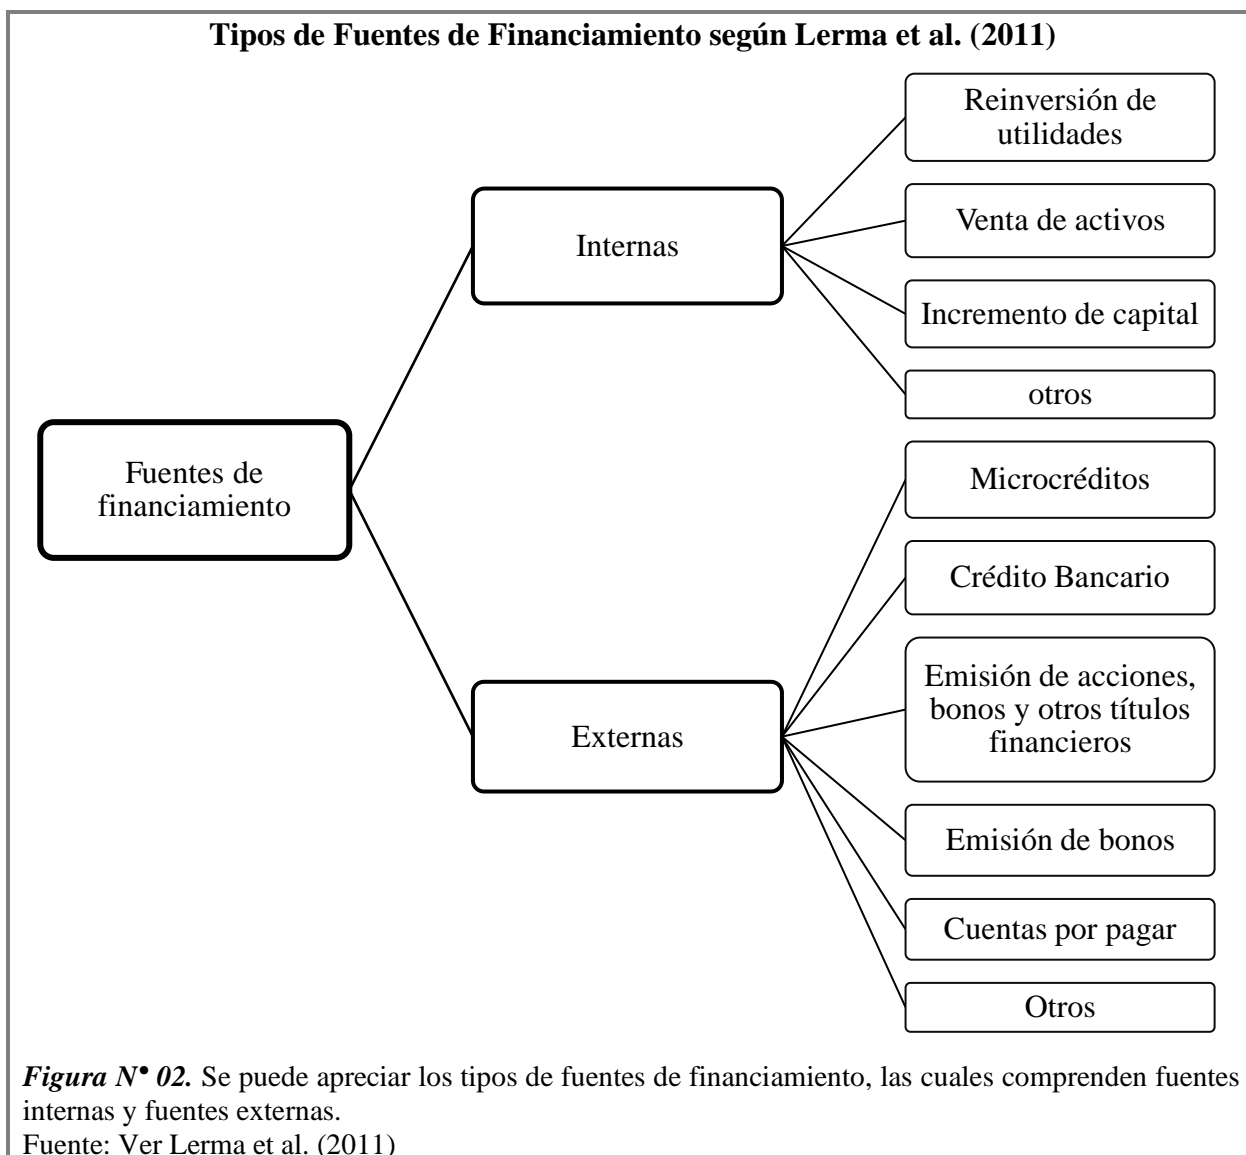 Tipos de Fuentes de Financiamiento según Lerma et al. (2011)
Fuentes de
financiamiento
Internas
Reinversión de
utilidades
Venta de activos
Incremento de capital
otros
Externas
Microcréditos
Crédito Bancario
Emisión de acciones,
bonos y otros títulos
financieros
Emisión de bonos
Cuentas por pagar
Otros
Figura N• 02. Se puede apreciar los tipos de fuentes de financiamiento, las cuales comprenden fuentes
internas y fuentes externas.
Fuente: Ver Lerma et al. (2011)